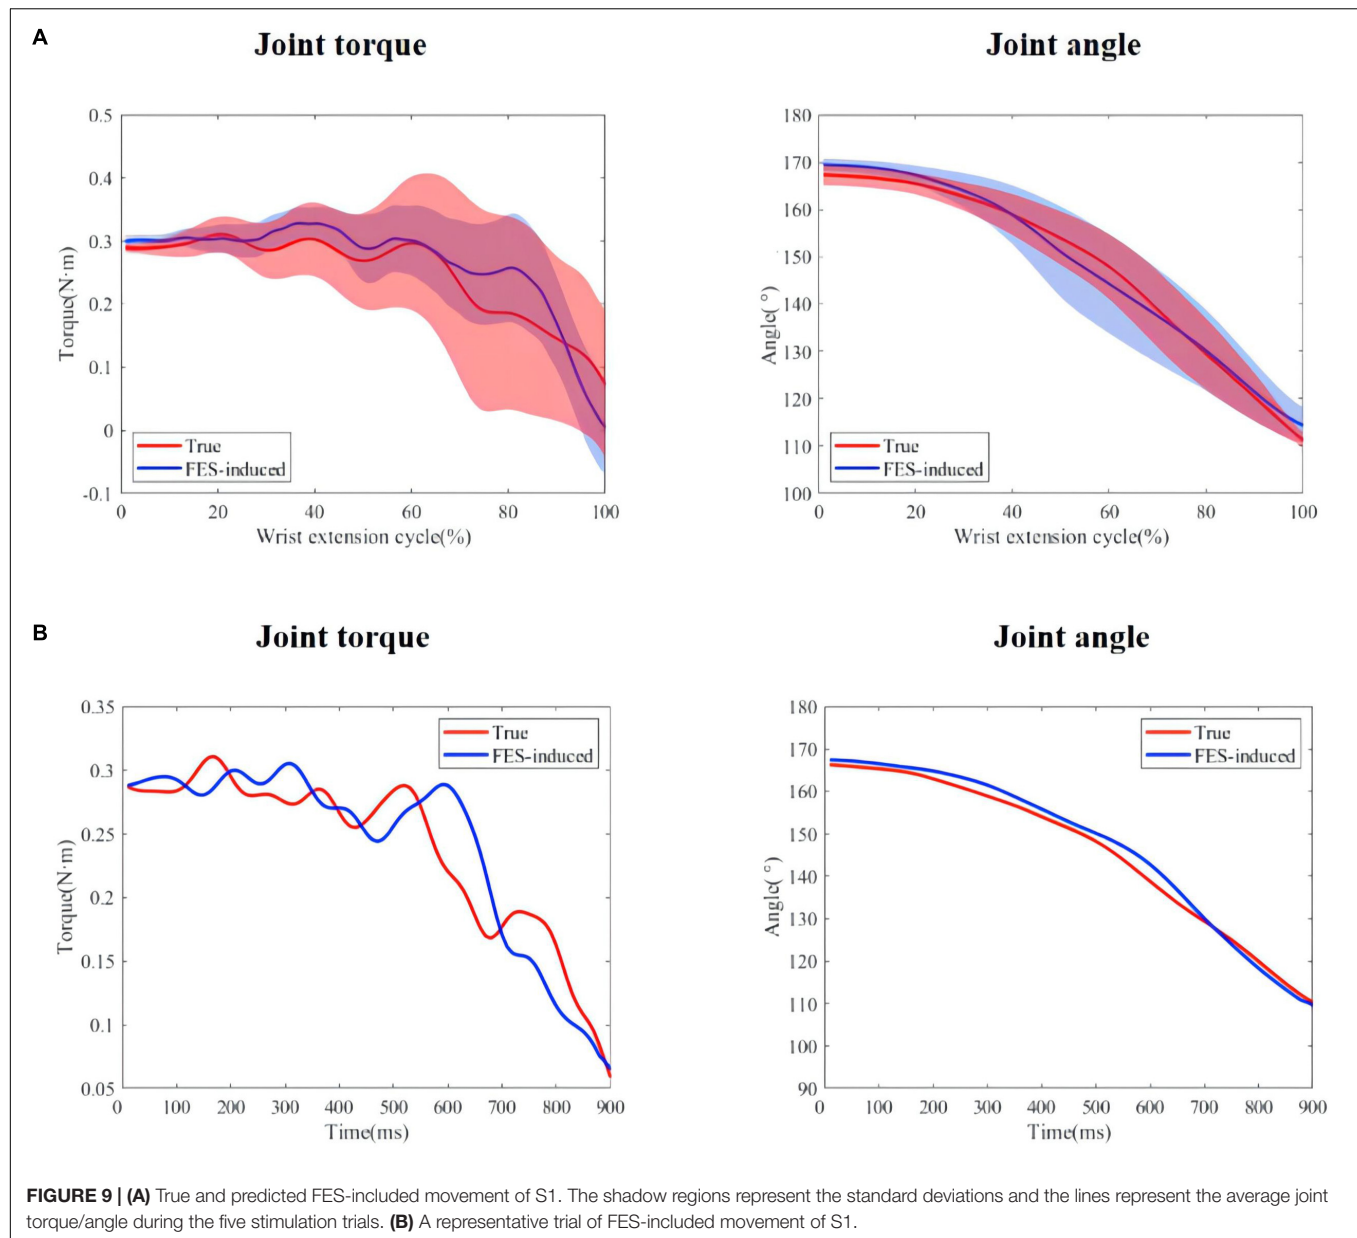 A
Joint torque
Joint angle
0.5
0.4
0.3
0.2
0.1
0
-0.1
Torque(N·m)
True
FES-induced
0 20 40 60 80 100
Wrist extension cycle(%)
180
170
160
150
140
130
120
110
100
Angle(°)
True
FES-induced
0 20 40 60 80 100
Wrist extension cycle(%)
B
Joint torque
Joint angle
0.35
0.3
0.25
0.2
0.15
0.1
0.05
Torque(N·m)
True
FES-induced
0 100 200 300 400 500 600 700 800 900
Time(ms)
180
170
160
150
140
130
120
110
100
90
Angle(°)
True
FES-induced
0 100 200 300 400 500 600 700 800 900
Time(ms)
FIGURE 9 | (A) True and predicted FES-included movement of S1. The shadow regions represent the standard deviations and the lines represent the average joint
torque/angle during the five stimulation trials. (B) A representative trial of FES-included movement of S1.